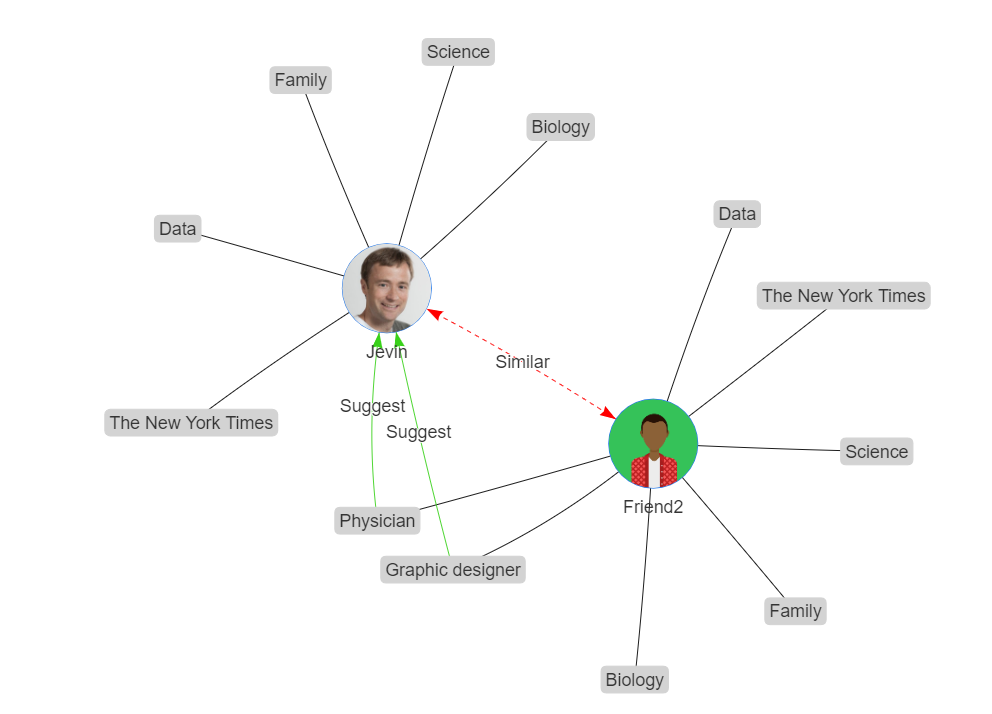 Science
Family
Biology
Data
Data
The New York Times
Jevin
Similar
Suggest
The New York Times
Suggest
Science
Friend2
Physician
Graphic designer
Family
Biology